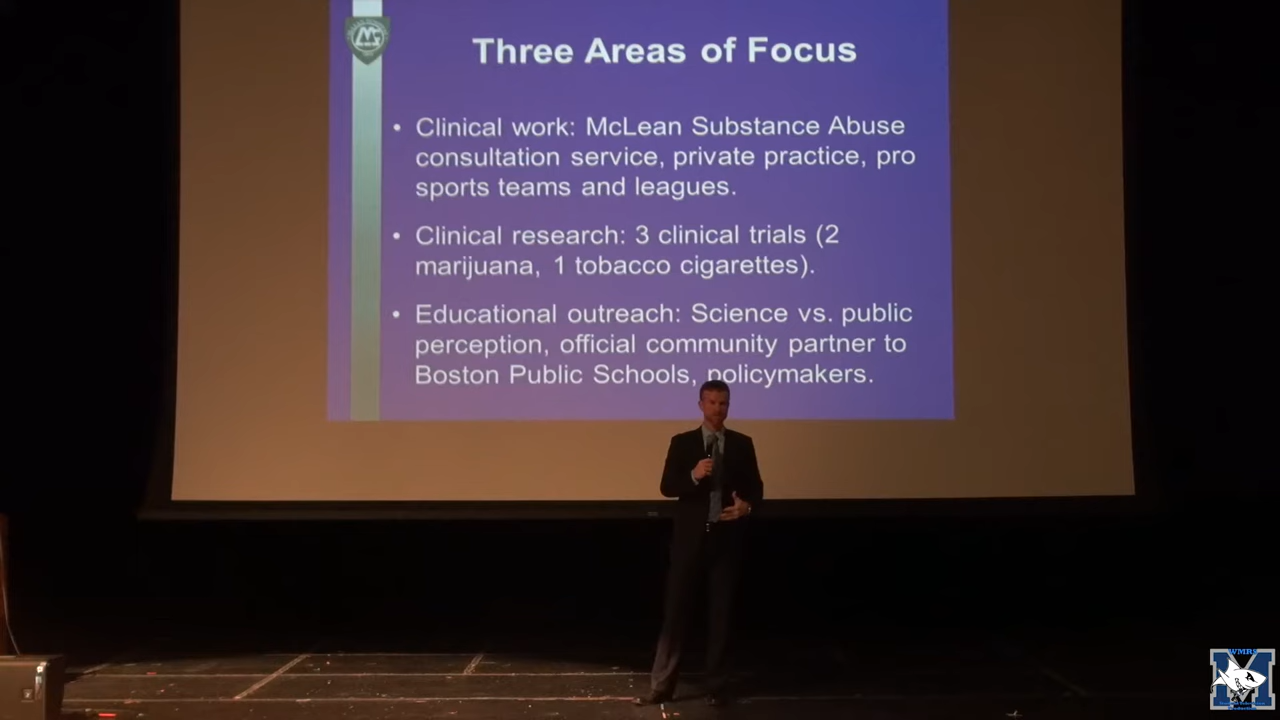 Three Areas of Focus
• Clinical work: McLean Substance Abuse
consultation service, private practice, pro
sports teams and leagues.
• Clinical research: 3 clinical trials (2
marijuana, 1 tobacco cigarettes).
• Educational outreach: Science vs. public
perception, official community partner to
Boston Public Schools, policymakers.
WMRS
M